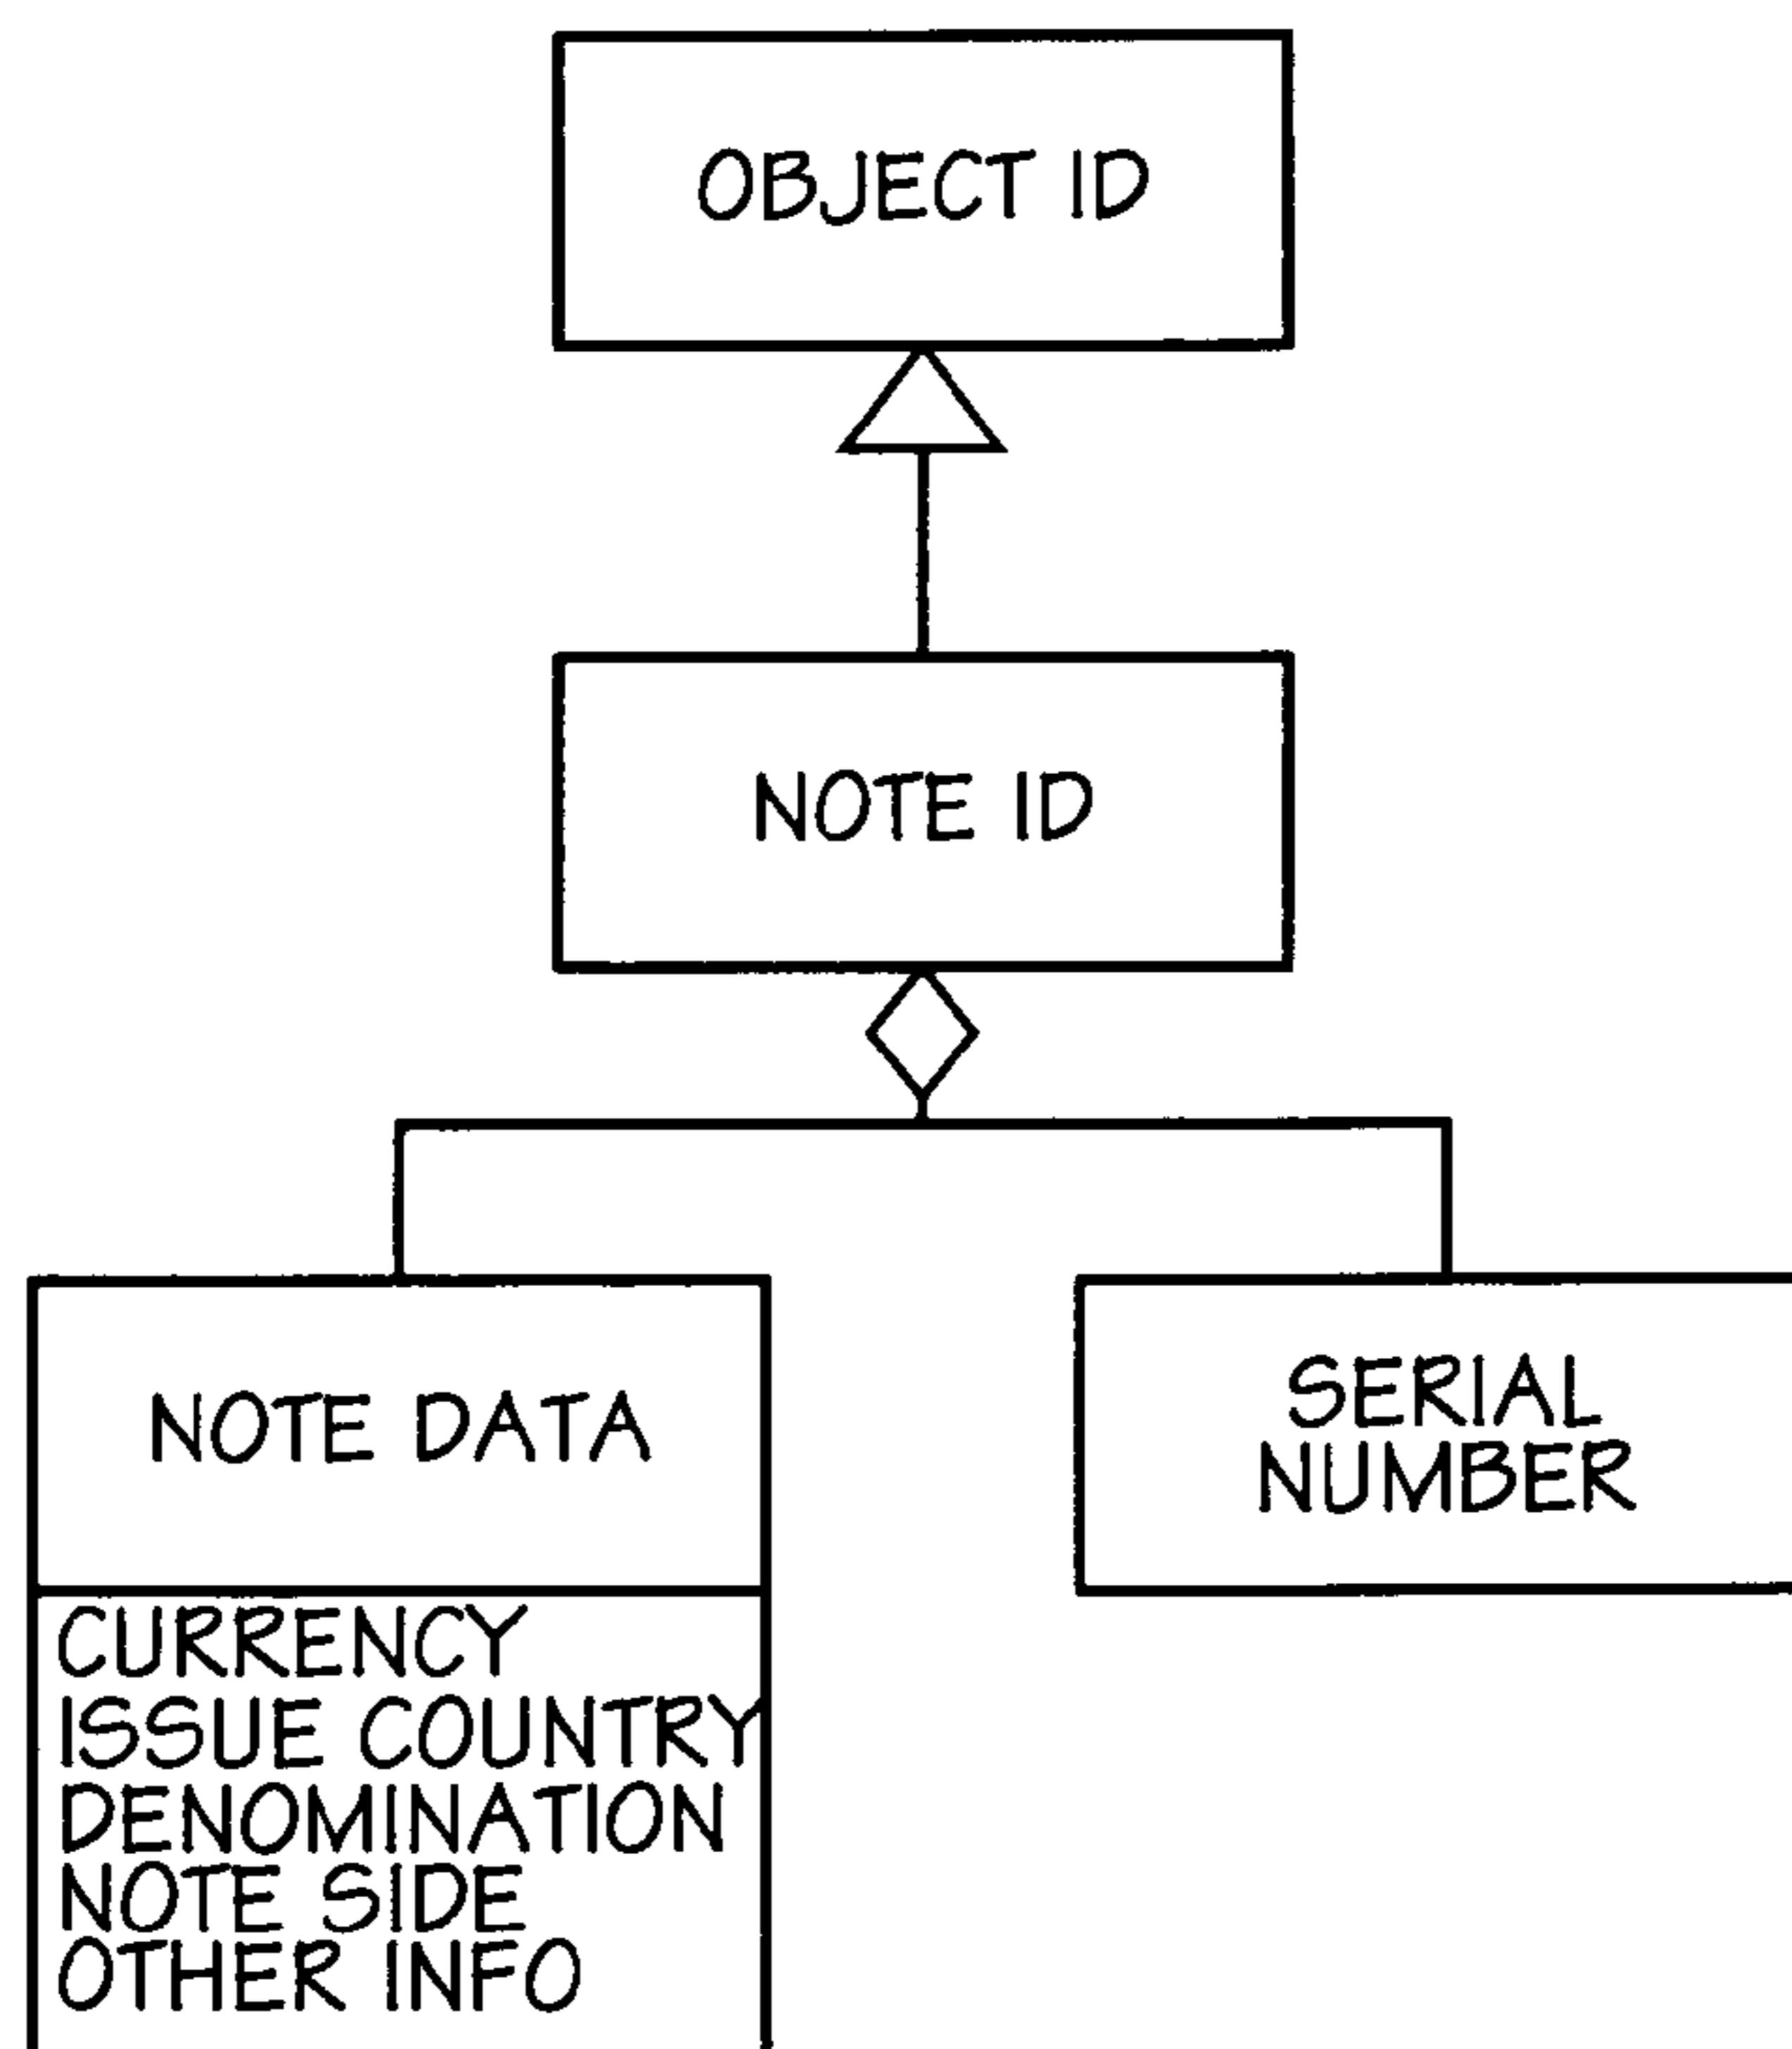 OBJECT ID
NOTE ID
NOTE DATA
SERIAL
NUMBER
CURRENCY
ISSUE COUNTRY
DENOMINATION
NOTE SIDE
OTHER INFO